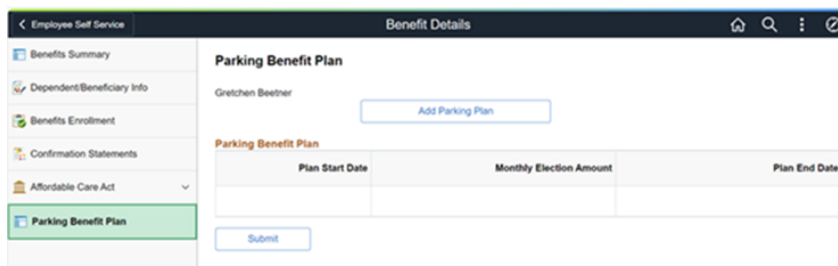 Employee Self Service
Benefit Details
Benefits Summary
Dependent/Beneficiary Info
Benefits Enrollment
Confirmation Statements
Affordable Care Act
Parking Benefit Plan
Parking Benefit Plan
Gretchen Beetner
Add Parking Plan
Parking Benefit Plan
Plan Start Date Monthly Election Amount Plan End Date
Submit